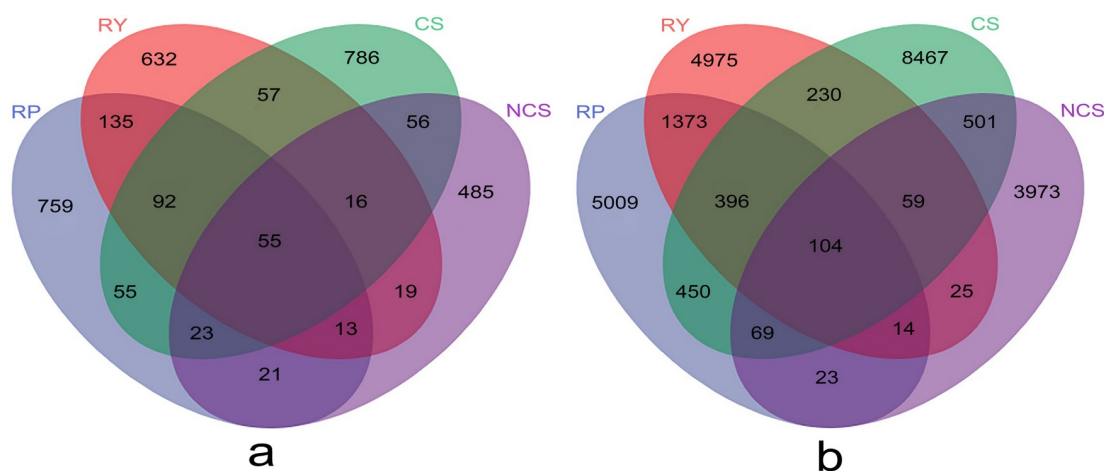 RY CS RY CS
632 786 4975 8467
57 230
RP NCS RP NCS
135 56 1373 501
759 92 16 485 5009 396 59 3973
55 104
55 19 450 25
23 13 69 14
21 23
a b